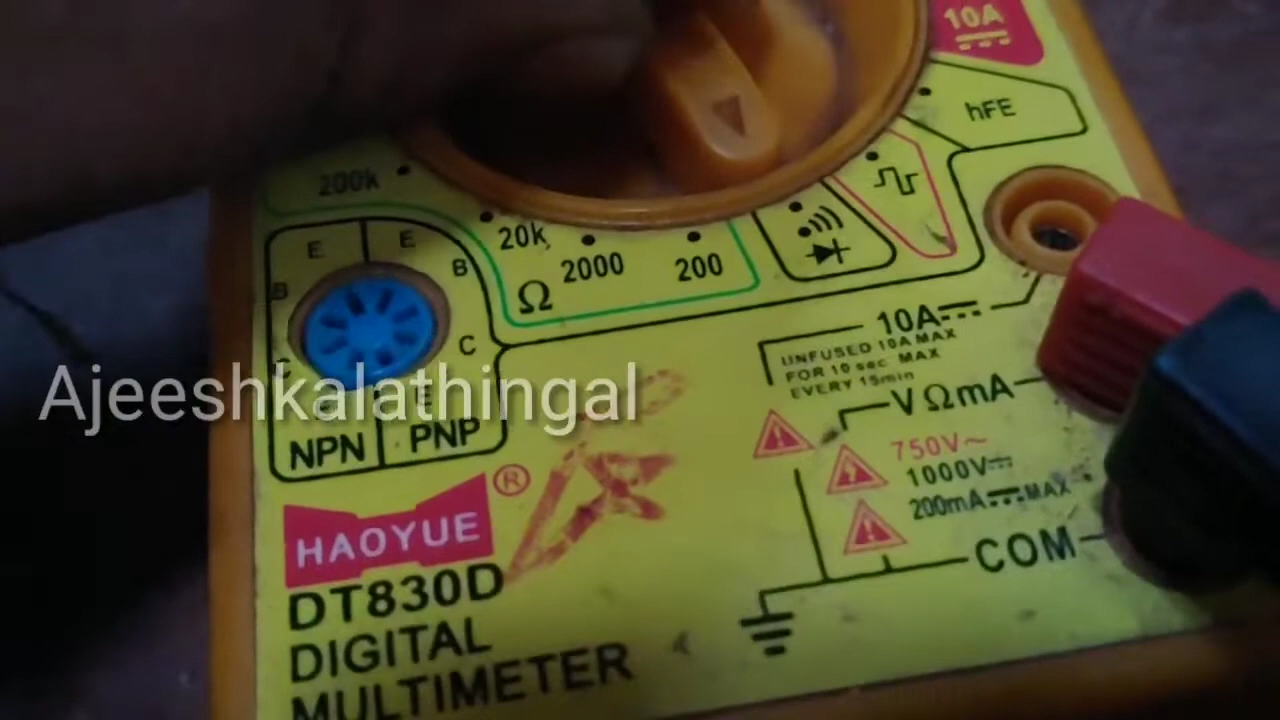 10A
hFE
200k
20k
2000
200
Ω
E
E
B
B
C
C
E
E
NPN
PNP
10A
UNFUSED 10A MAX
FOR 10 sec MAX
EVERY 15min
VΩmA
750V~
1000V
200mA MAX
COM
Ajeeshkalathingal
HAOYUE®
DT830D
DIGITAL
MULTIMETER